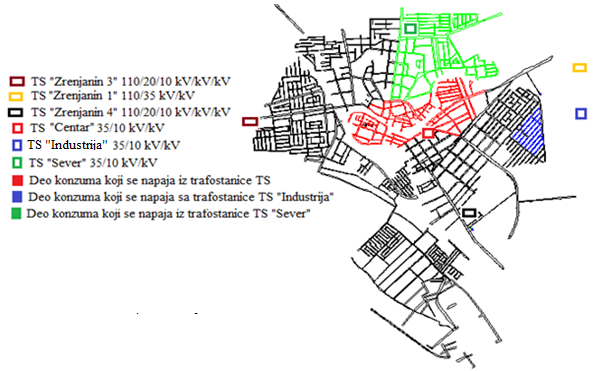 TS "Zrenjanin 3" 110/20/10 kV/kV/kV
TS "Zrenjanin 1" 110/35 kV/kV
TS "Zrenjanin 4" 110/20/10 kV/kV/kV
TS "Centar" 35/10 kV/kV
TS "Industrija" 35/10 kV/kV
TS "Sever" 35/10 kV/kV
Deo konzuma koji se napaja iz trafostanice TS
Deo konzuma koji se napaja sa trafostanice TS "Industrija"
Deo konzuma koji se napaja iz trafostanice TS "Sever"